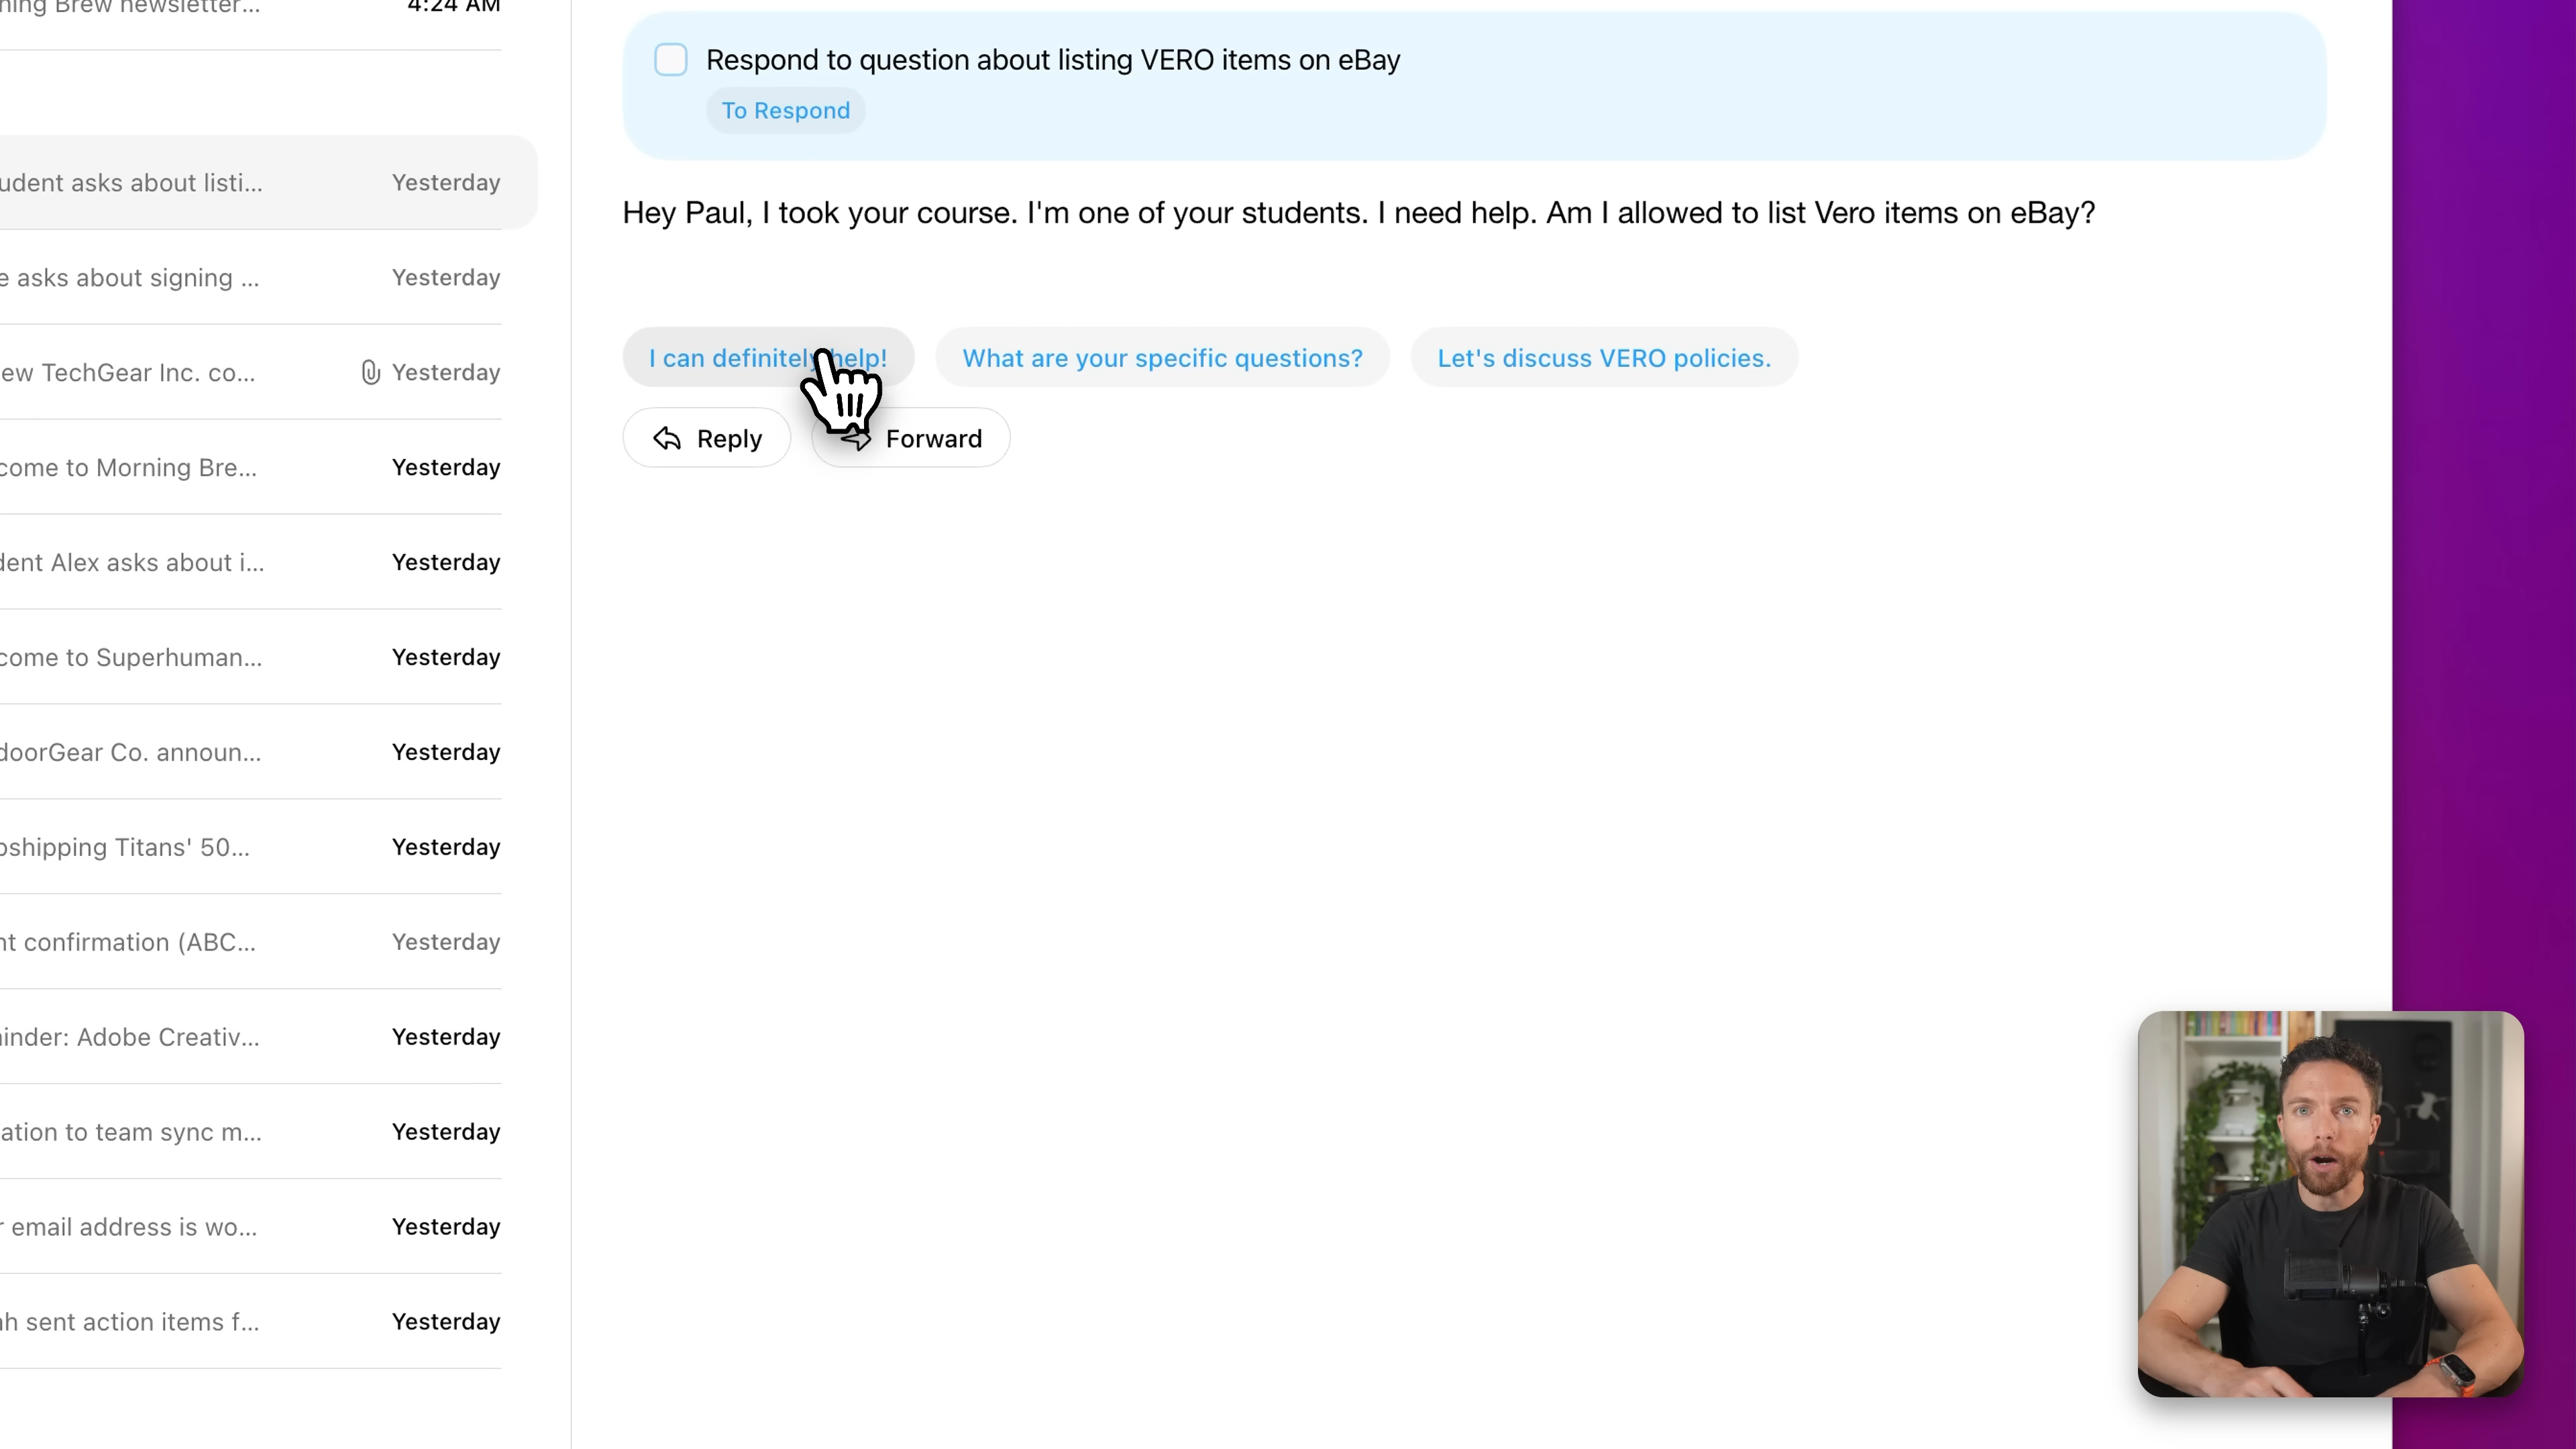 ning Brew newsletter... 4:24 AM
udent asks about listi... Yesterday
e asks about signing ... Yesterday
ew TechGear Inc. co... Yesterday
come to Morning Bre... Yesterday
dent Alex asks about i... Yesterday
come to Superhuman... Yesterday
doorGear Co. announ... Yesterday
pshipping Titans' 50... Yesterday
nt confirmation (ABC... Yesterday
inder: Adobe Creativ... Yesterday
ation to team sync m... Yesterday
r email address is wo... Yesterday
ah sent action items f... Yesterday
Respond to question about listing VERO items on eBay
To Respond
Hey Paul, I took your course. I'm one of your students. I need help. Am I allowed to list Vero items on eBay?
I can definitely help! What are your specific questions? Let's discuss VERO policies.
Reply Forward